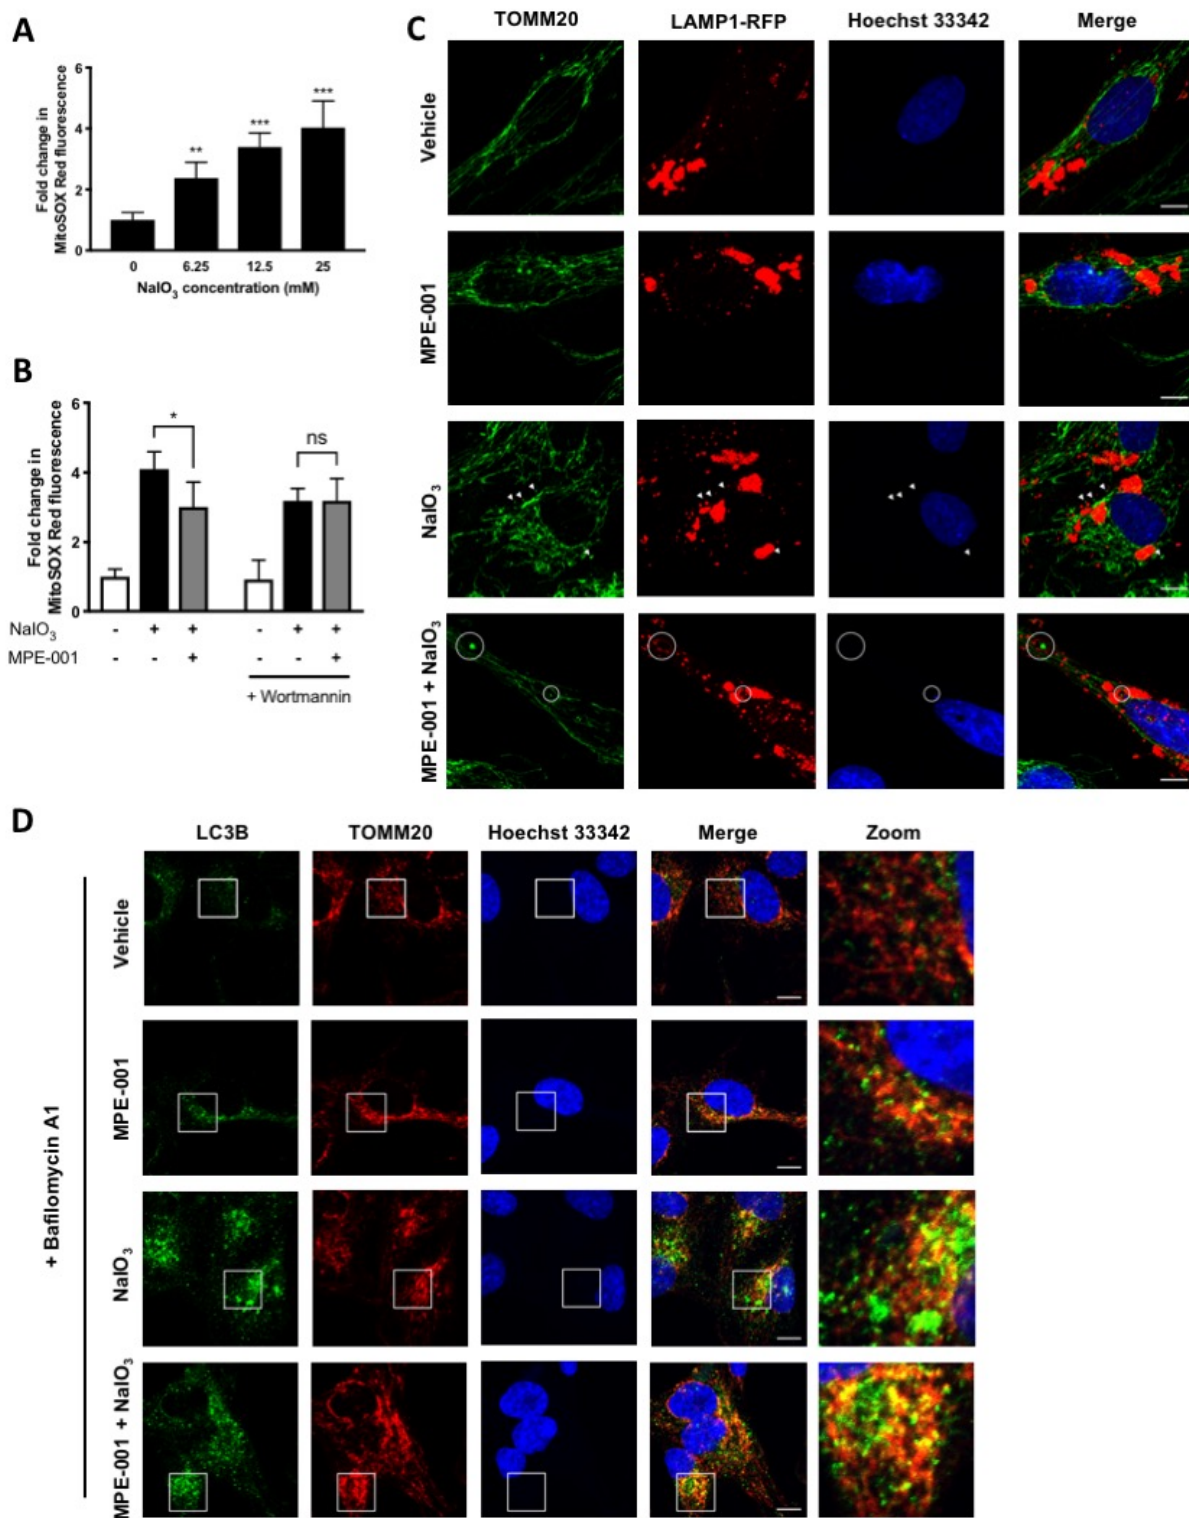 A
Fold change in
MitoSOX Red fluorescence
6
4
2
0
**
***
***
0 6.25 12.5 25
NaIO₃ concentration (mM)
B
Fold change in
MitoSOX Red fluorescence
6
4
2
0
*
ns
NaIO₃ - + + - + +
MPE-001 - - + - - +
+ Wortmannin
C
TOMM20 LAMP1-RFP Hoechst 33342 Merge
Vehicle
MPE-001
NaIO₃
MPE-001 + NaIO₃
D
LC3B TOMM20 Hoechst 33342 Merge Zoom
+ Bafilomycin A1
Vehicle
MPE-001
NaIO₃
MPE-001 + NaIO₃